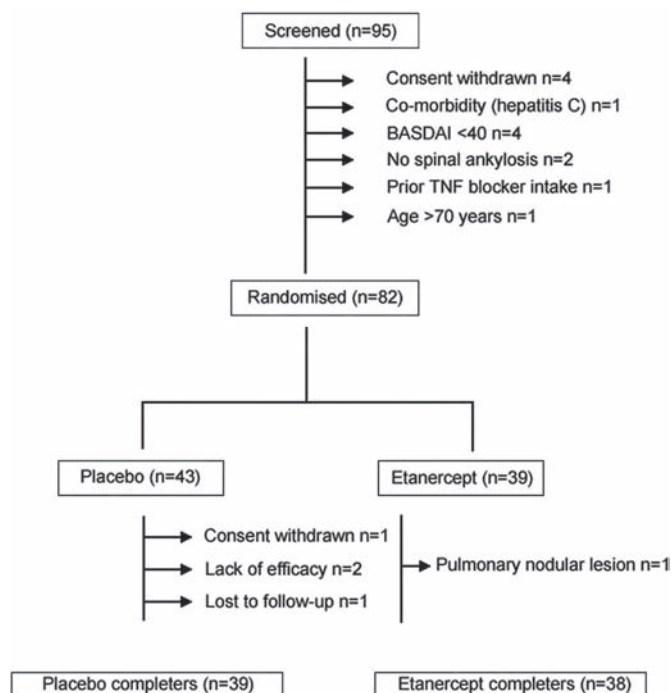 Screened (n=95)
Consent withdrawn n=4
Co-morbidity (hepatitis C) n=1
BASDAI <40 n=4
No spinal ankylosis n=2
Prior TNF blocker intake n=1
Age >70 years n=1
Randomised (n=82)
Placebo (n=43)
Etanercept (n=39)
Consent withdrawn n=1
Lack of efficacy n=2
Lost to follow-up n=1
Pulmonary nodular lesion n=1
Placebo completers (n=39)
Etanercept completers (n=38)